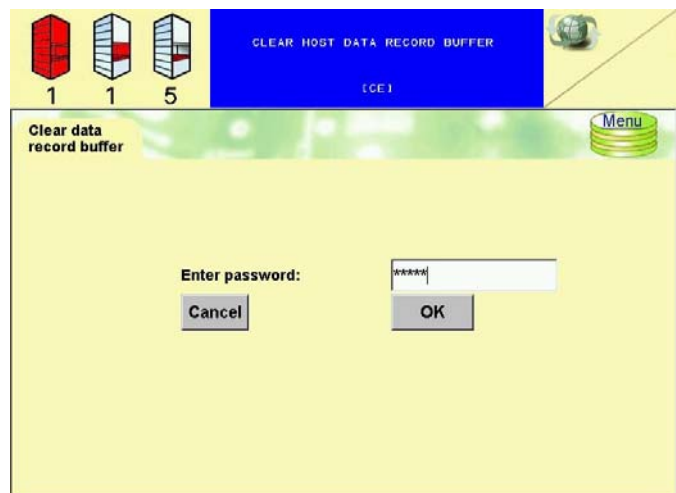 CLEAR HOST DATA RECORD BUFFER
[CE]
1 1 5
Menu
Clear data
record buffer
Enter password: *****
Cancel OK